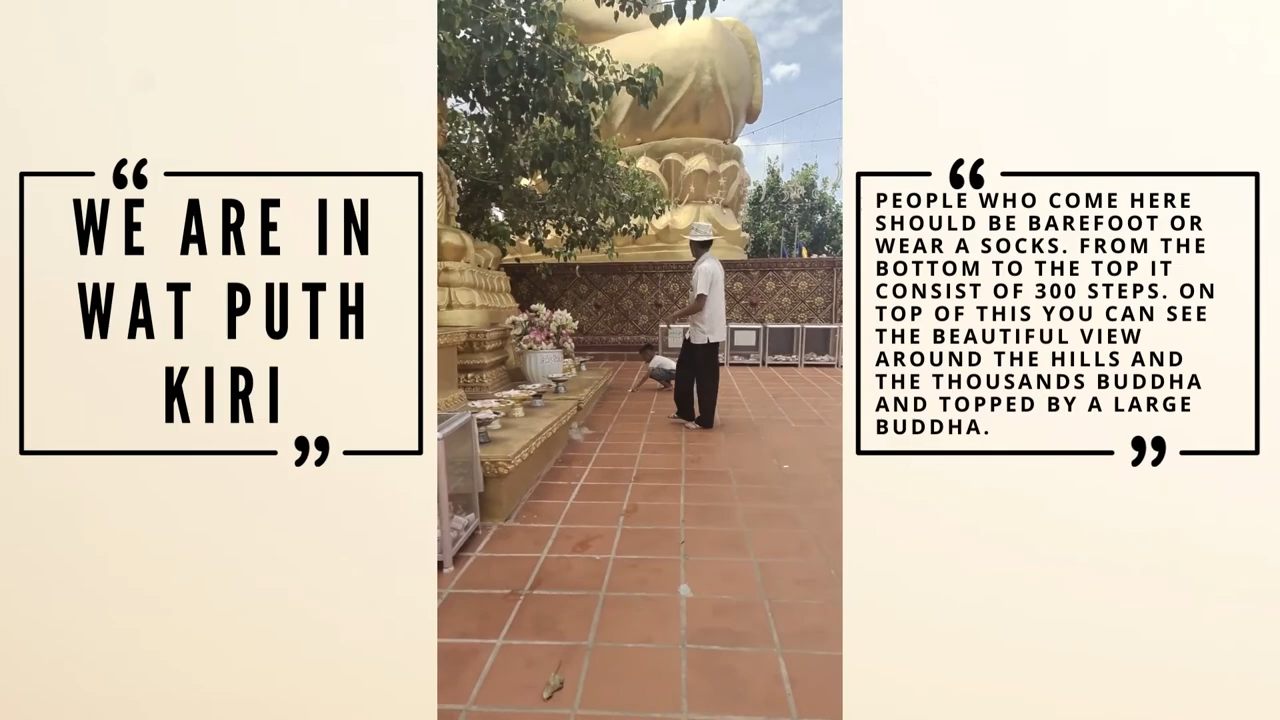 WE ARE IN
WAT PUTH
KIRI
PEOPLE WHO COME HERE
SHOULD BE BAREFOOT OR
WEAR A SOCKS. FROM THE
BOTTOM TO THE TOP IT
CONSIST OF 300 STEPS. ON
TOP OF THIS YOU CAN SEE
THE BEAUTIFUL VIEW
AROUND THE HILLS AND
THE THOUSANDS BUDDHA
AND TOPPED BY A LARGE
BUDDHA.